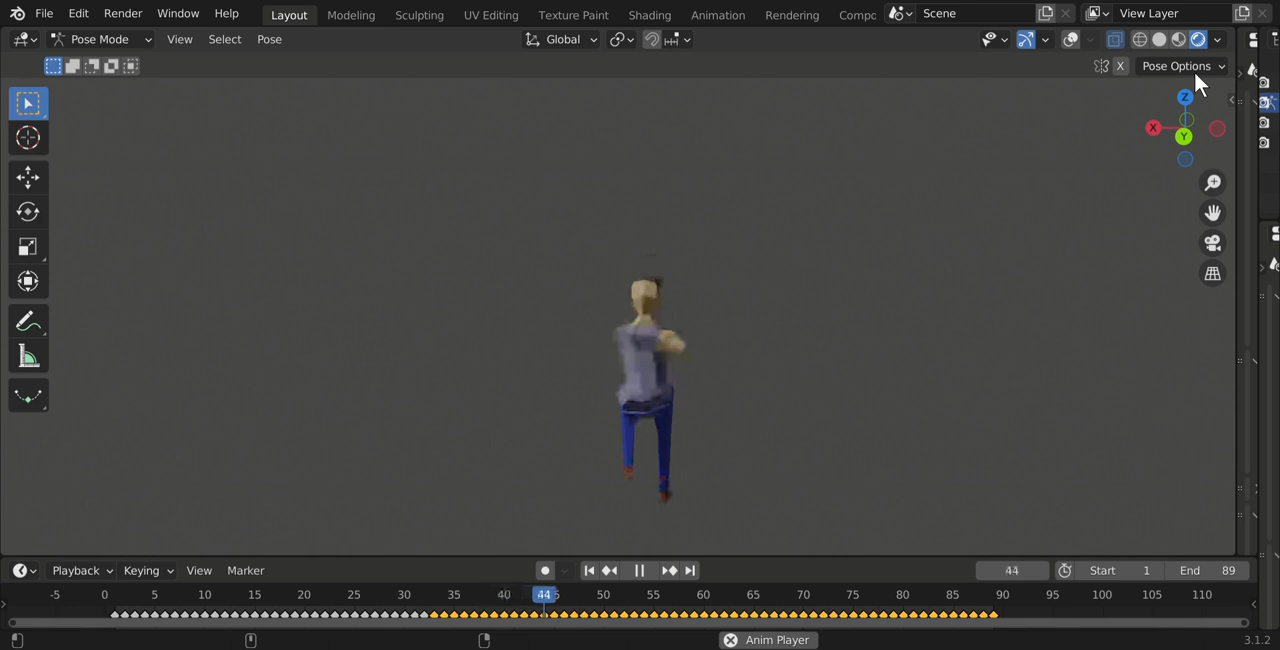 File Edit Render Window Help Layout Modeling Sculpting UV Editing Texture Paint Shading Animation Rendering Compo Scene View Layer
Pose Mode View Select Pose Global
X Pose Options
Z
X
Y
Playback Keying View Marker 44 Start 1 End 89
-5 0 5 10 15 20 25 30 35 40 44 50 55 60 65 70 75 80 85 90 95 100 105 110
Anim Player 3.1.2